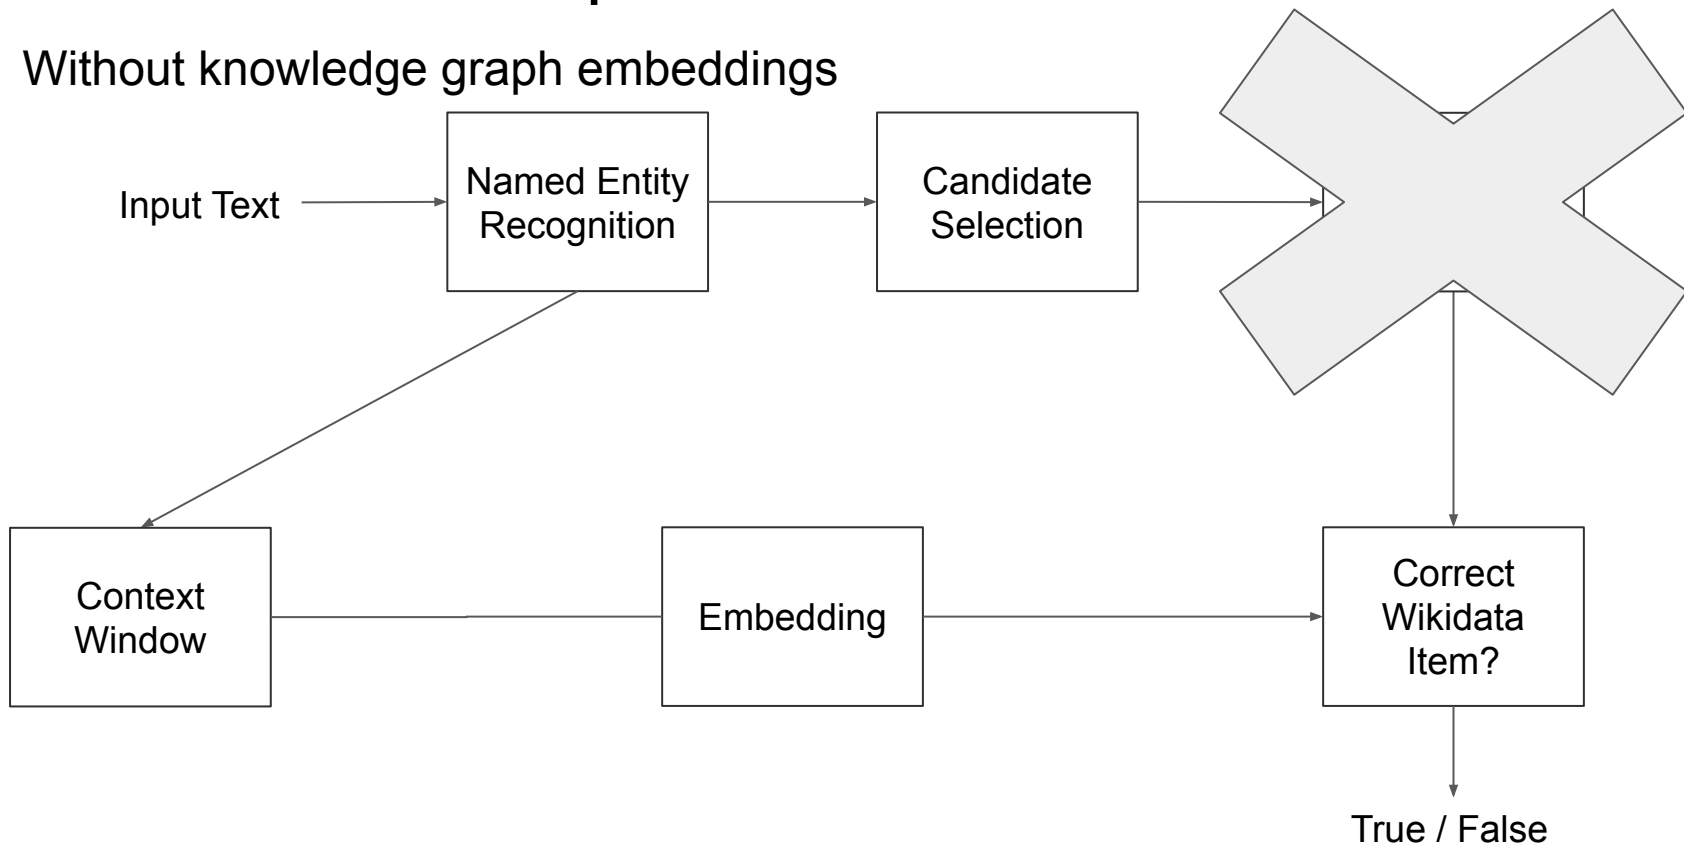 Without knowledge graph embeddings
Input Text
Named Entity
Recognition
Candidate
Selection
Context
Window
Embedding
Correct
Wikidata
Item?
True / False